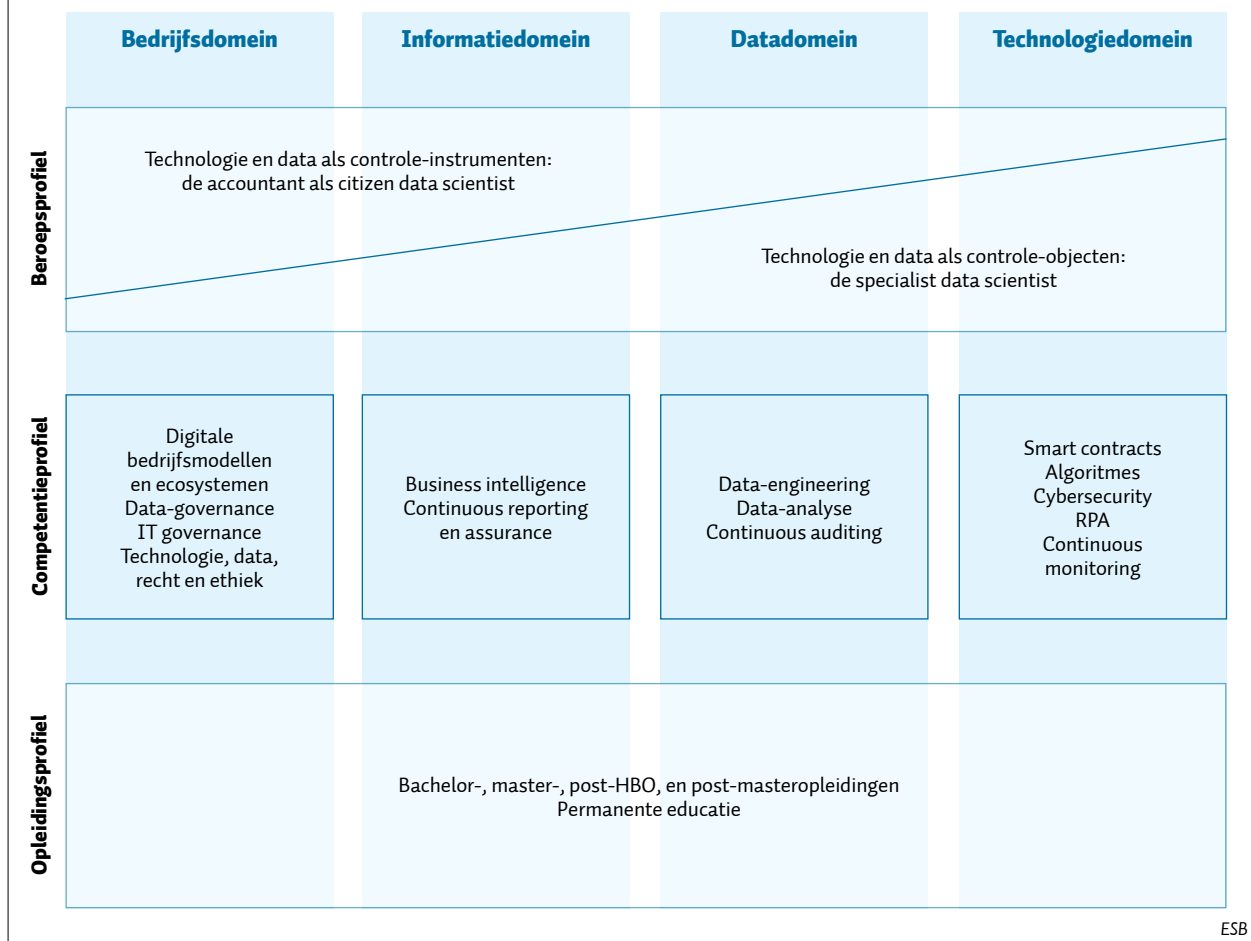 Bedrijfsdomein
Informatiedomein
Datadomein
Technologiedomein
Beroepsprofiel
Technologie en data als controle-instrumenten:
de accountant als citizen data scientist
Technologie en data als controle-objecten:
de specialist data scientist
Competentieprofiel
Digitale
bedrijfsmodellen
en ecosystemen
Data-governance
IT governance
Technologie, data,
recht en ethiek
Business intelligence
Continuous reporting
en assurance
Data-engineering
Data-analyse
Continuous auditing
Smart contracts
Algoritmes
Cybersecurity
RPA
Continuous
monitoring
Opleidingsprofiel
Bachelor-, master-, post-HBO, en post-masteropleidingen
Permanente educatie
ESB